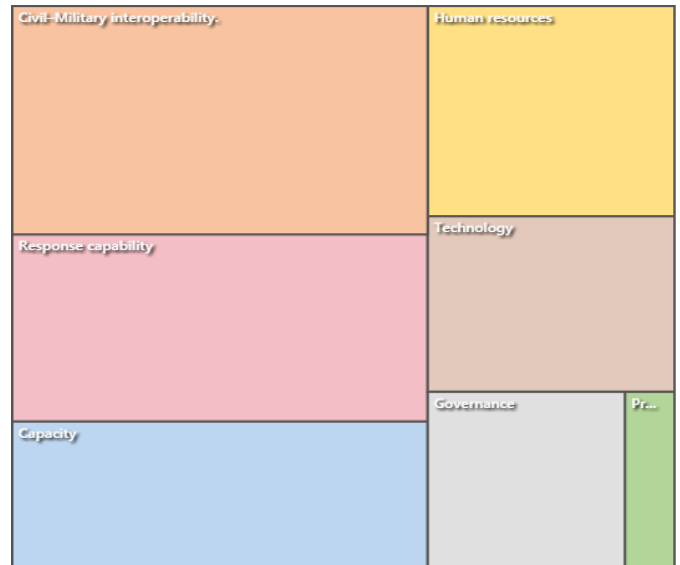 Civil–Military interoperability.
Human resources
Technology
Response capability
Governance
Pr...
Capacity